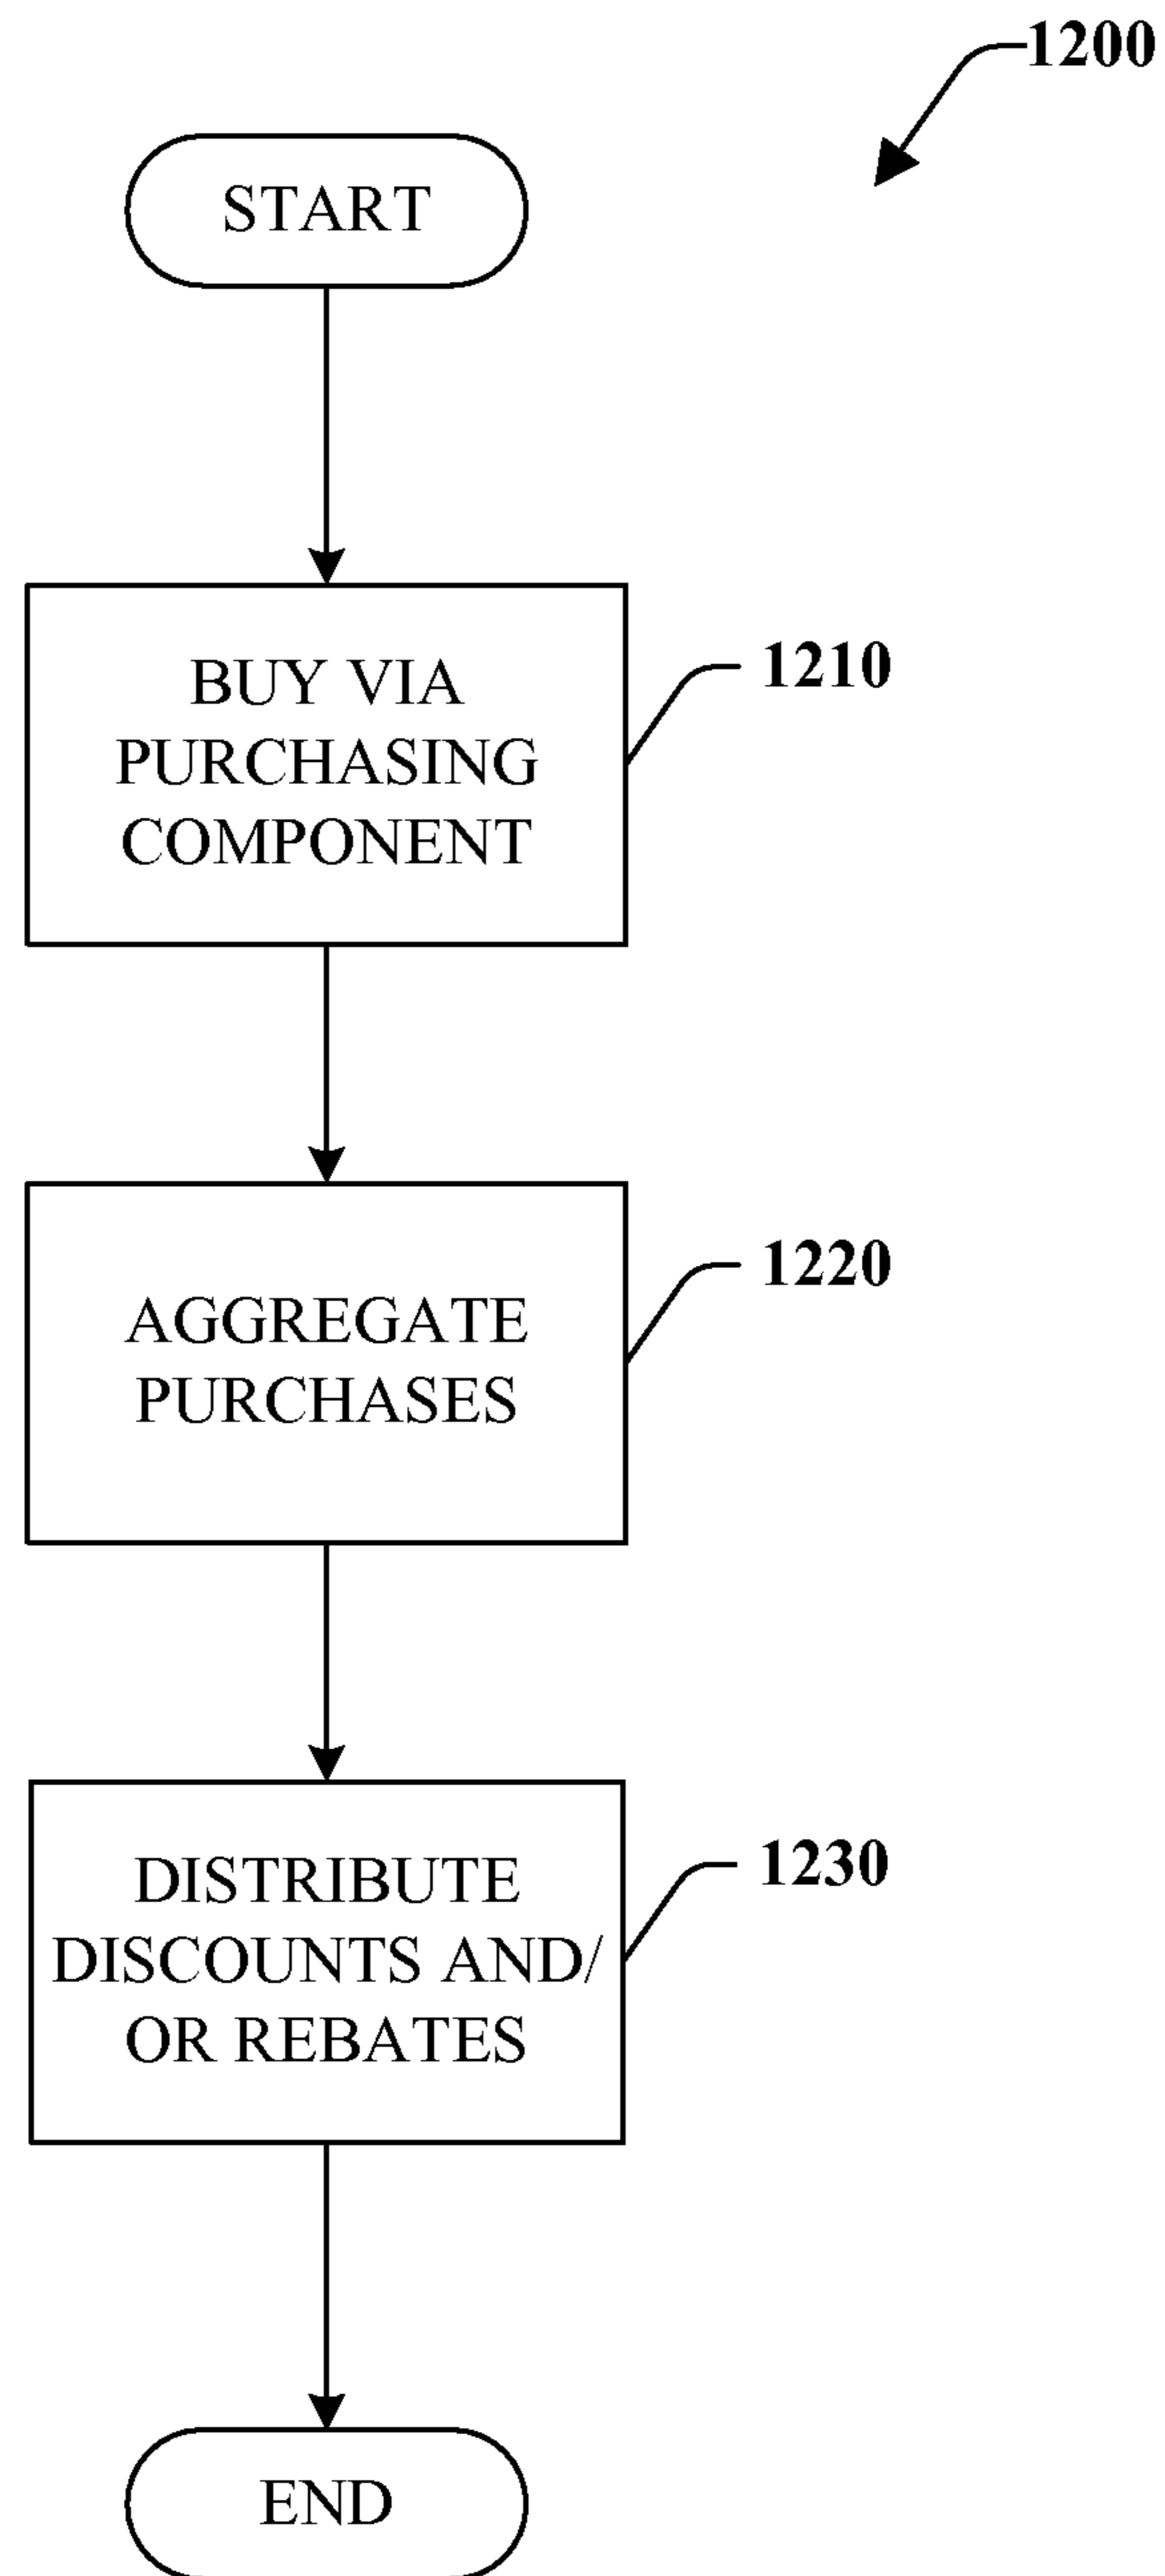 1200
START
BUY VIA
PURCHASING
COMPONENT
1210
AGGREGATE
PURCHASES
1220
DISTRIBUTE
DISCOUNTS AND/
OR REBATES
1230
END